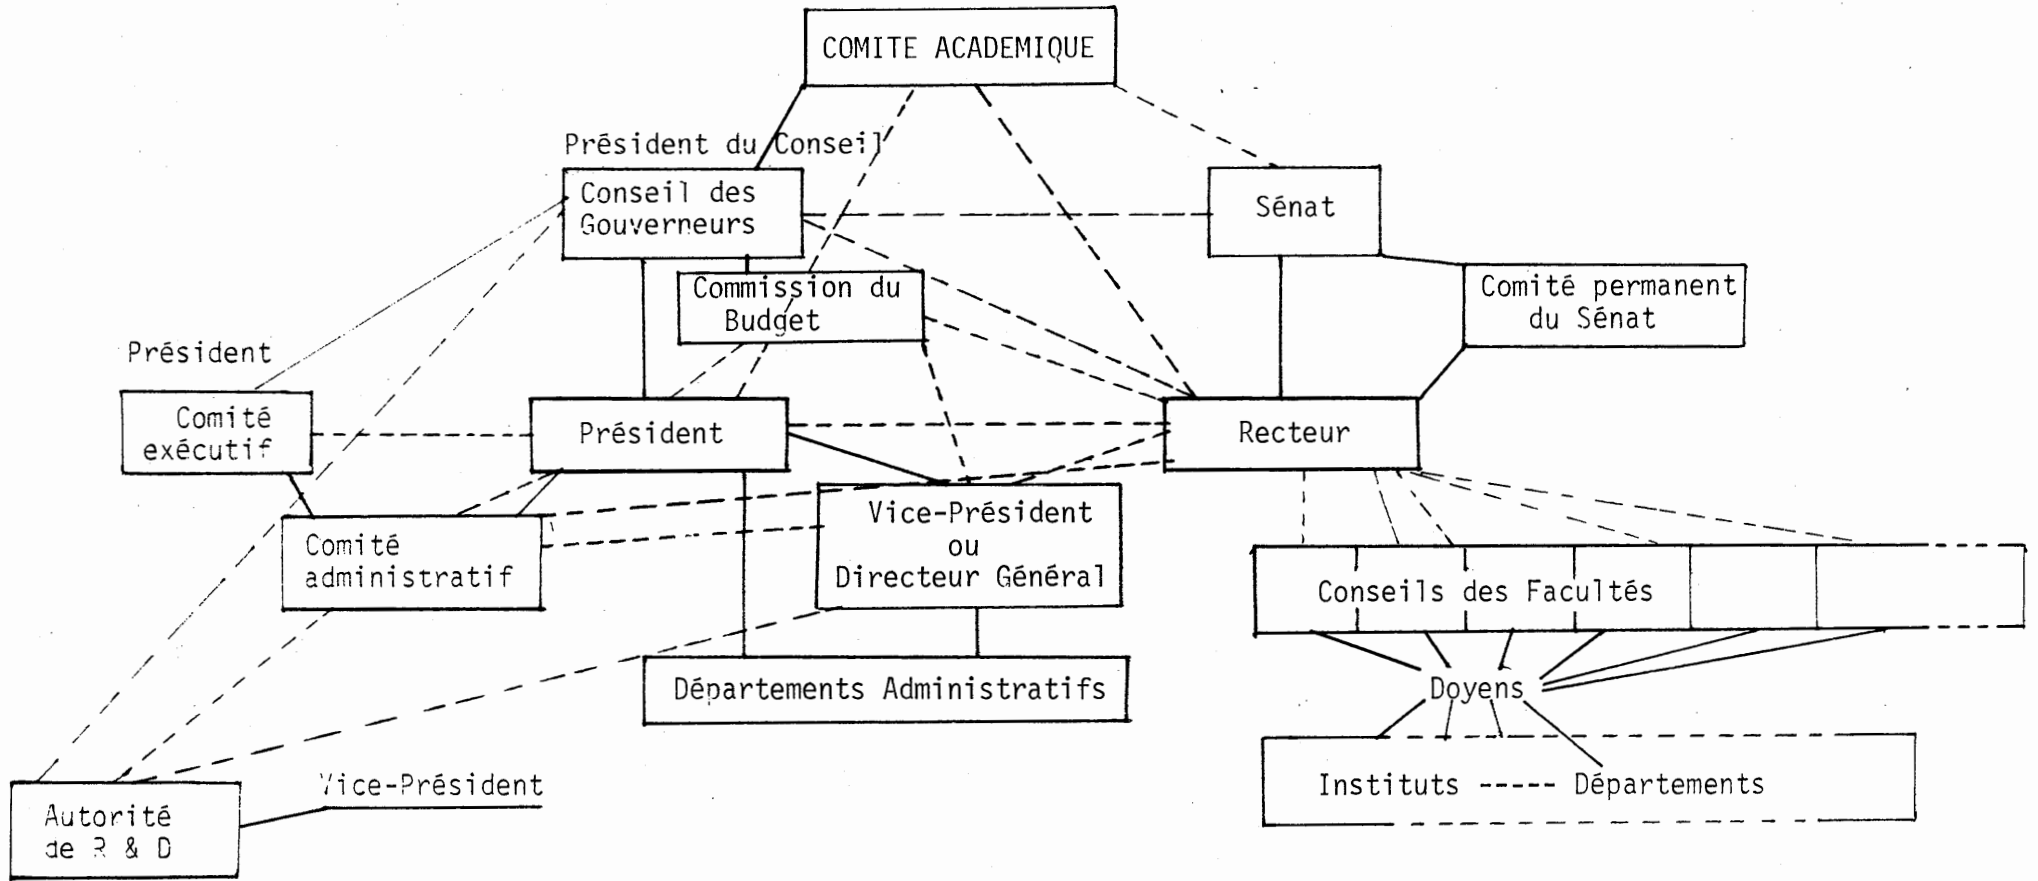 COMITE ACADEMIQUE
Président du Conseil
Conseil des
Gouverneurs
Sénat
Commission du
Budget
Comité permanent
du Sénat
Président
Comité
exécutif
Président
Recteur
Vice-Président
ou
Directeur Général
Comité
administratif
Conseils des Facultés
Départements Administratifs
Doyens
Instituts ----- Départements
Vice-Président
Autorité
de R & D